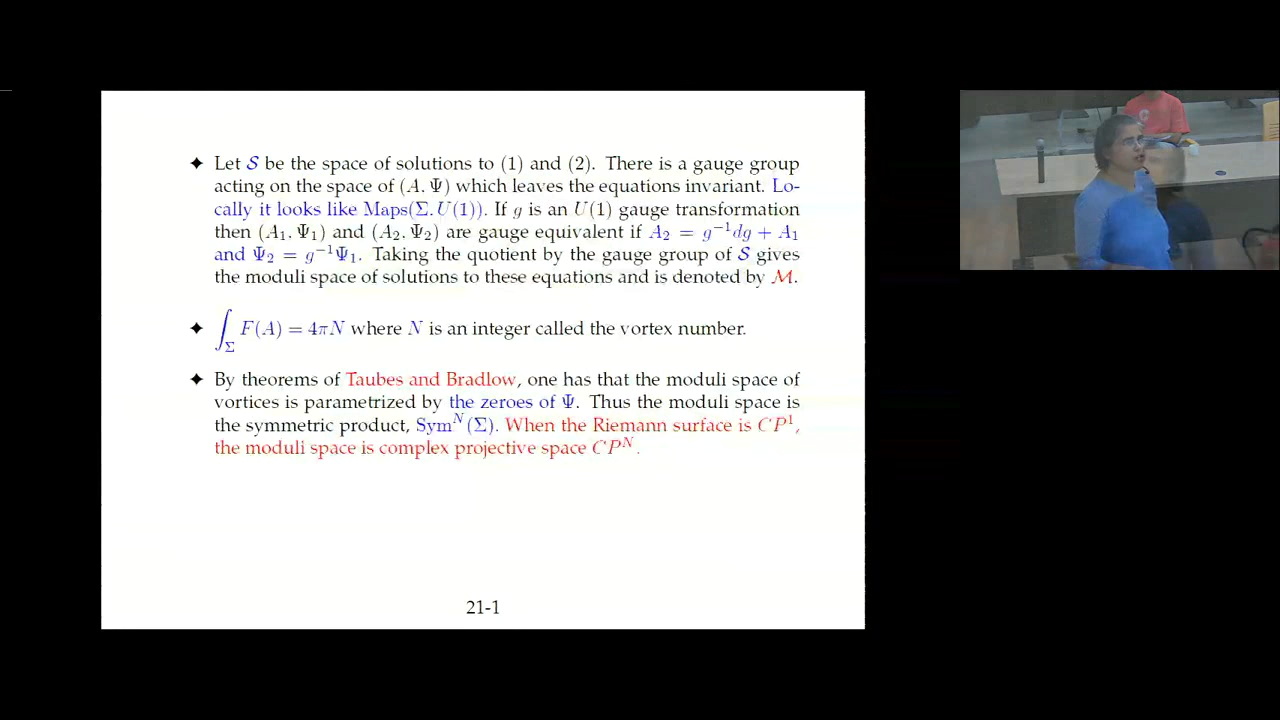 ✦ Let 𝒮 be the space of solutions to (1) and (2). There is a gauge group
acting on the space of (A. Ψ) which leaves the equations invariant. Lo-
cally it looks like Maps(Σ. U(1)). If g is an U(1) gauge transformation
then (A₁. Ψ₁) and (A₂. Ψ₂) are gauge equivalent if A₂ = g⁻¹dg + A₁
and Ψ₂ = g⁻¹Ψ₁. Taking the quotient by the gauge group of 𝒮 gives
the moduli space of solutions to these equations and is denoted by ℳ.
✦ ∫_Σ F(A) = 4πN where N is an integer called the vortex number.
✦ By theorems of Taubes and Bradlow, one has that the moduli space of
vortices is parametrized by the zeroes of Ψ. Thus the moduli space is
the symmetric product, Symᴺ(Σ). When the Riemann surface is CP¹,
the moduli space is complex projective space CPᴺ.
21-1